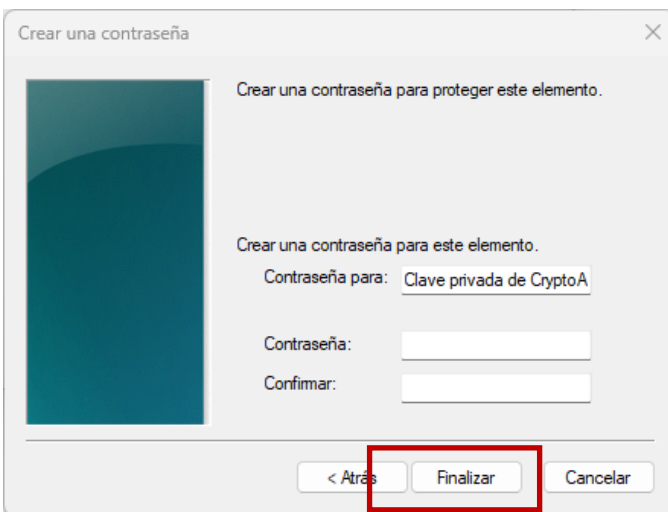 Crear una contraseña
Crear una contraseña para proteger este elemento.
Crear una contraseña para este elemento.
Contraseña para: Clave privada de CryptoA
Contraseña:
Confirmar:
< Atrás Finalizar Cancelar